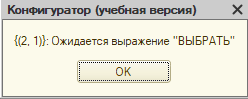 Конфигуратор (учебная версия)
{(2, 1)}: Ожидается выражение "ВЫБРАТЬ"
OK